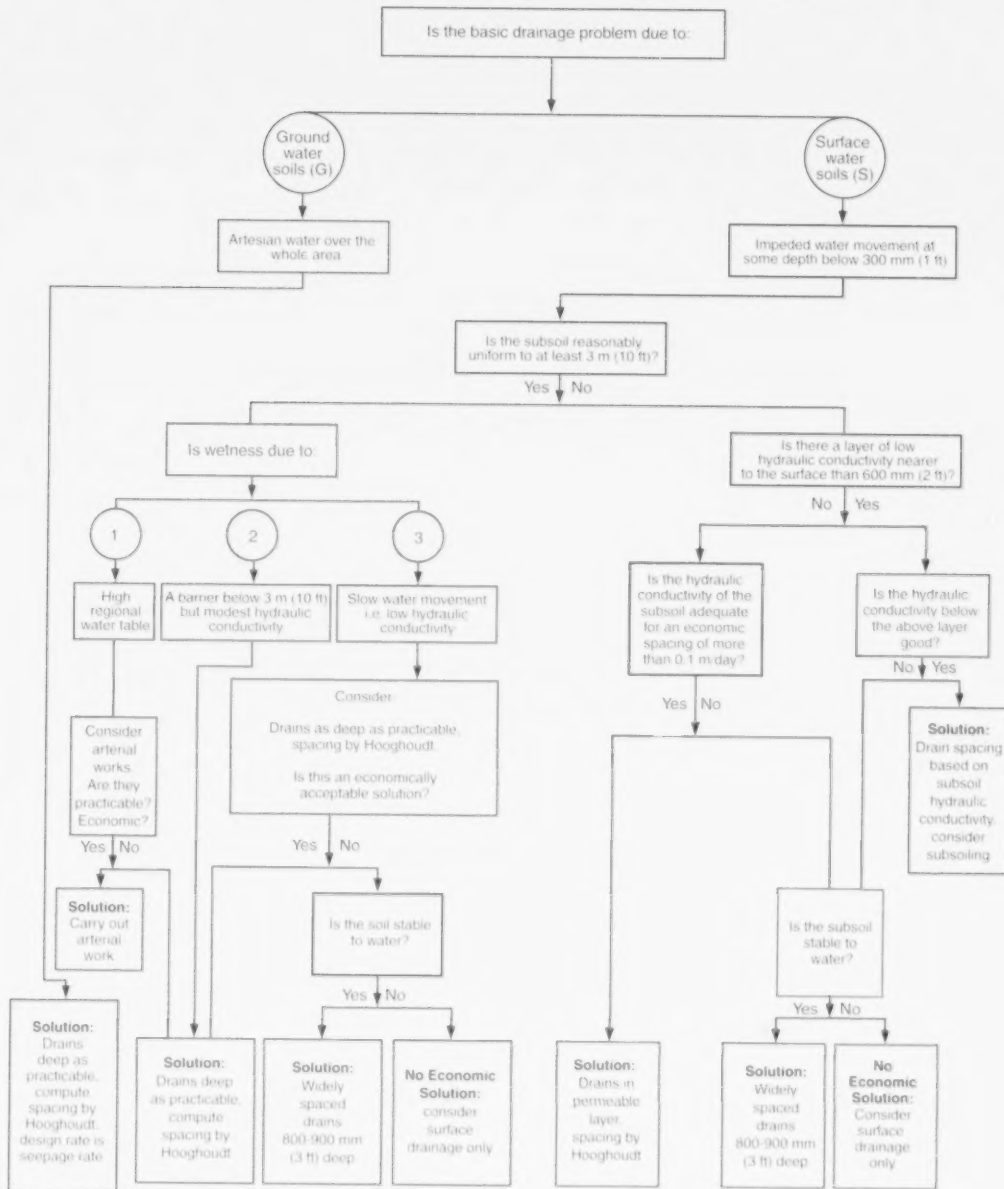 Is the basic drainage problem due to:
Ground
water
soils (G)
Surface
water
soils (S)
Artesian water over the
whole area
Impeded water movement at
some depth below 300 mm (1 ft)
Is the subsoil reasonably
uniform to at least 3 m (10 ft)?
Yes No
Is wetness due to:
Is there a layer of low
hydraulic conductivity nearer
to the surface than 600 mm (2 ft)?
No Yes
1
2
3
High
regional
water table
A barrier below 3 m (10 ft)
but modest hydraulic
conductivity
Slow water movement
i.e. low hydraulic
conductivity
Is the hydraulic
conductivity of the
subsoil adequate
for an economic
spacing of more
than 0.1 m/day?
Is the hydraulic
conductivity below
the above layer
good?
No Yes
Yes No
Consider
arterial
works.
Are they
practicable?
Economic?
Yes No
Consider
Drains as deep as practicable,
spacing by Hooghoudt.
Is this an economically
acceptable solution?
Yes No
Solution:
Drain spacing
based on
subsoil
hydraulic
conductivity.
consider
subsoiling
Solution:
Carry out
arterial
work
Is the soil stable
to water?
Yes No
Is the subsoil
stable to
water?
Yes No
Solution:
Drains
deep as
practicable,
compute
spacing by
Hooghoudt.
design rate is
seepage rate
Solution:
Drains deep
as practicable,
compute
spacing by
Hooghoudt
Solution:
Widely
spaced
drains
800-900 mm
(3 ft) deep
No Economic
Solution:
consider
surface
drainage only
Solution:
Drains in
permeable
layer,
spacing by
Hooghoudt
Solution:
Widely
spaced
drains
800-900 mm
(3 ft) deep
No
Economic
Solution:
Consider
surface
drainage
only